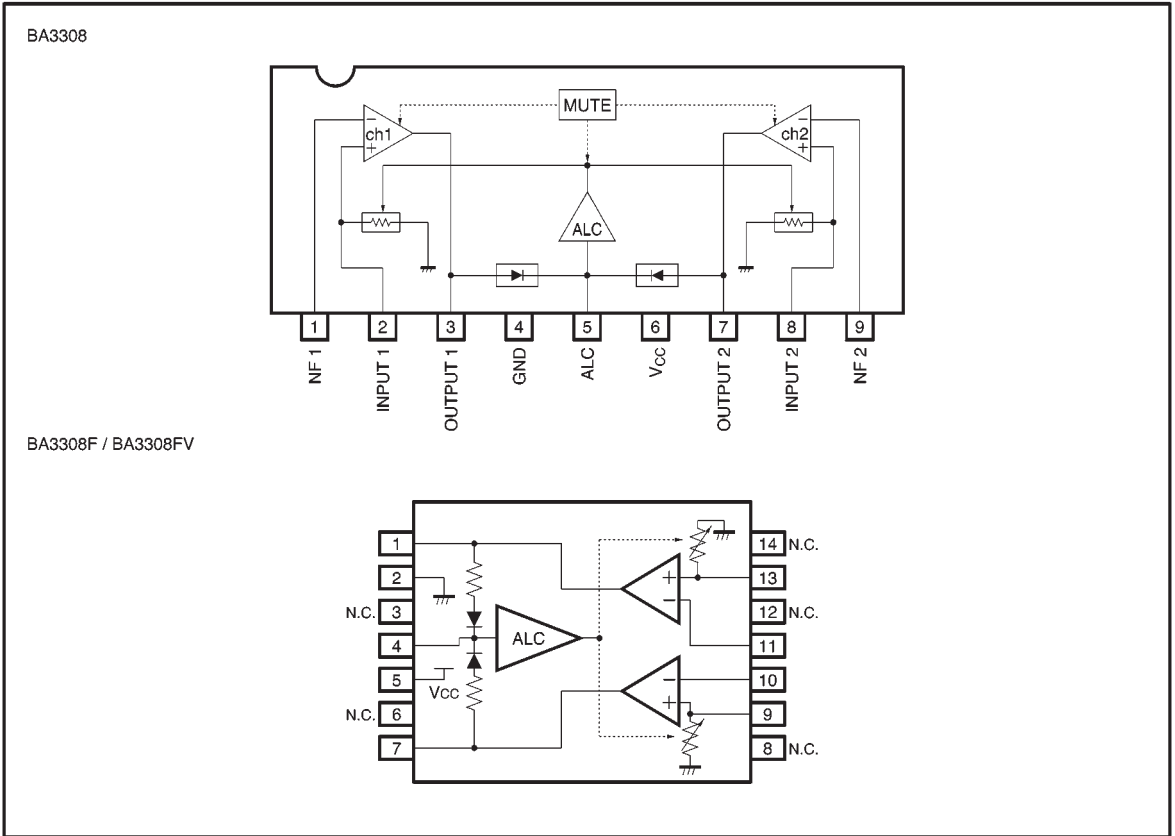 BA3308
MUTE
ch1
ch2
−
+
−
+
ALC
1
2
3
4
5
6
7
8
9
NF 1
INPUT 1
OUTPUT 1
GND
ALC
Vcc
OUTPUT 2
INPUT 2
NF 2
BA3308F / BA3308FV
1
14 N.C.
2
+
13
N.C. 3
−
12 N.C.
4
ALC
11
5
Vcc
−
10
N.C. 6
+
9
7
8 N.C.